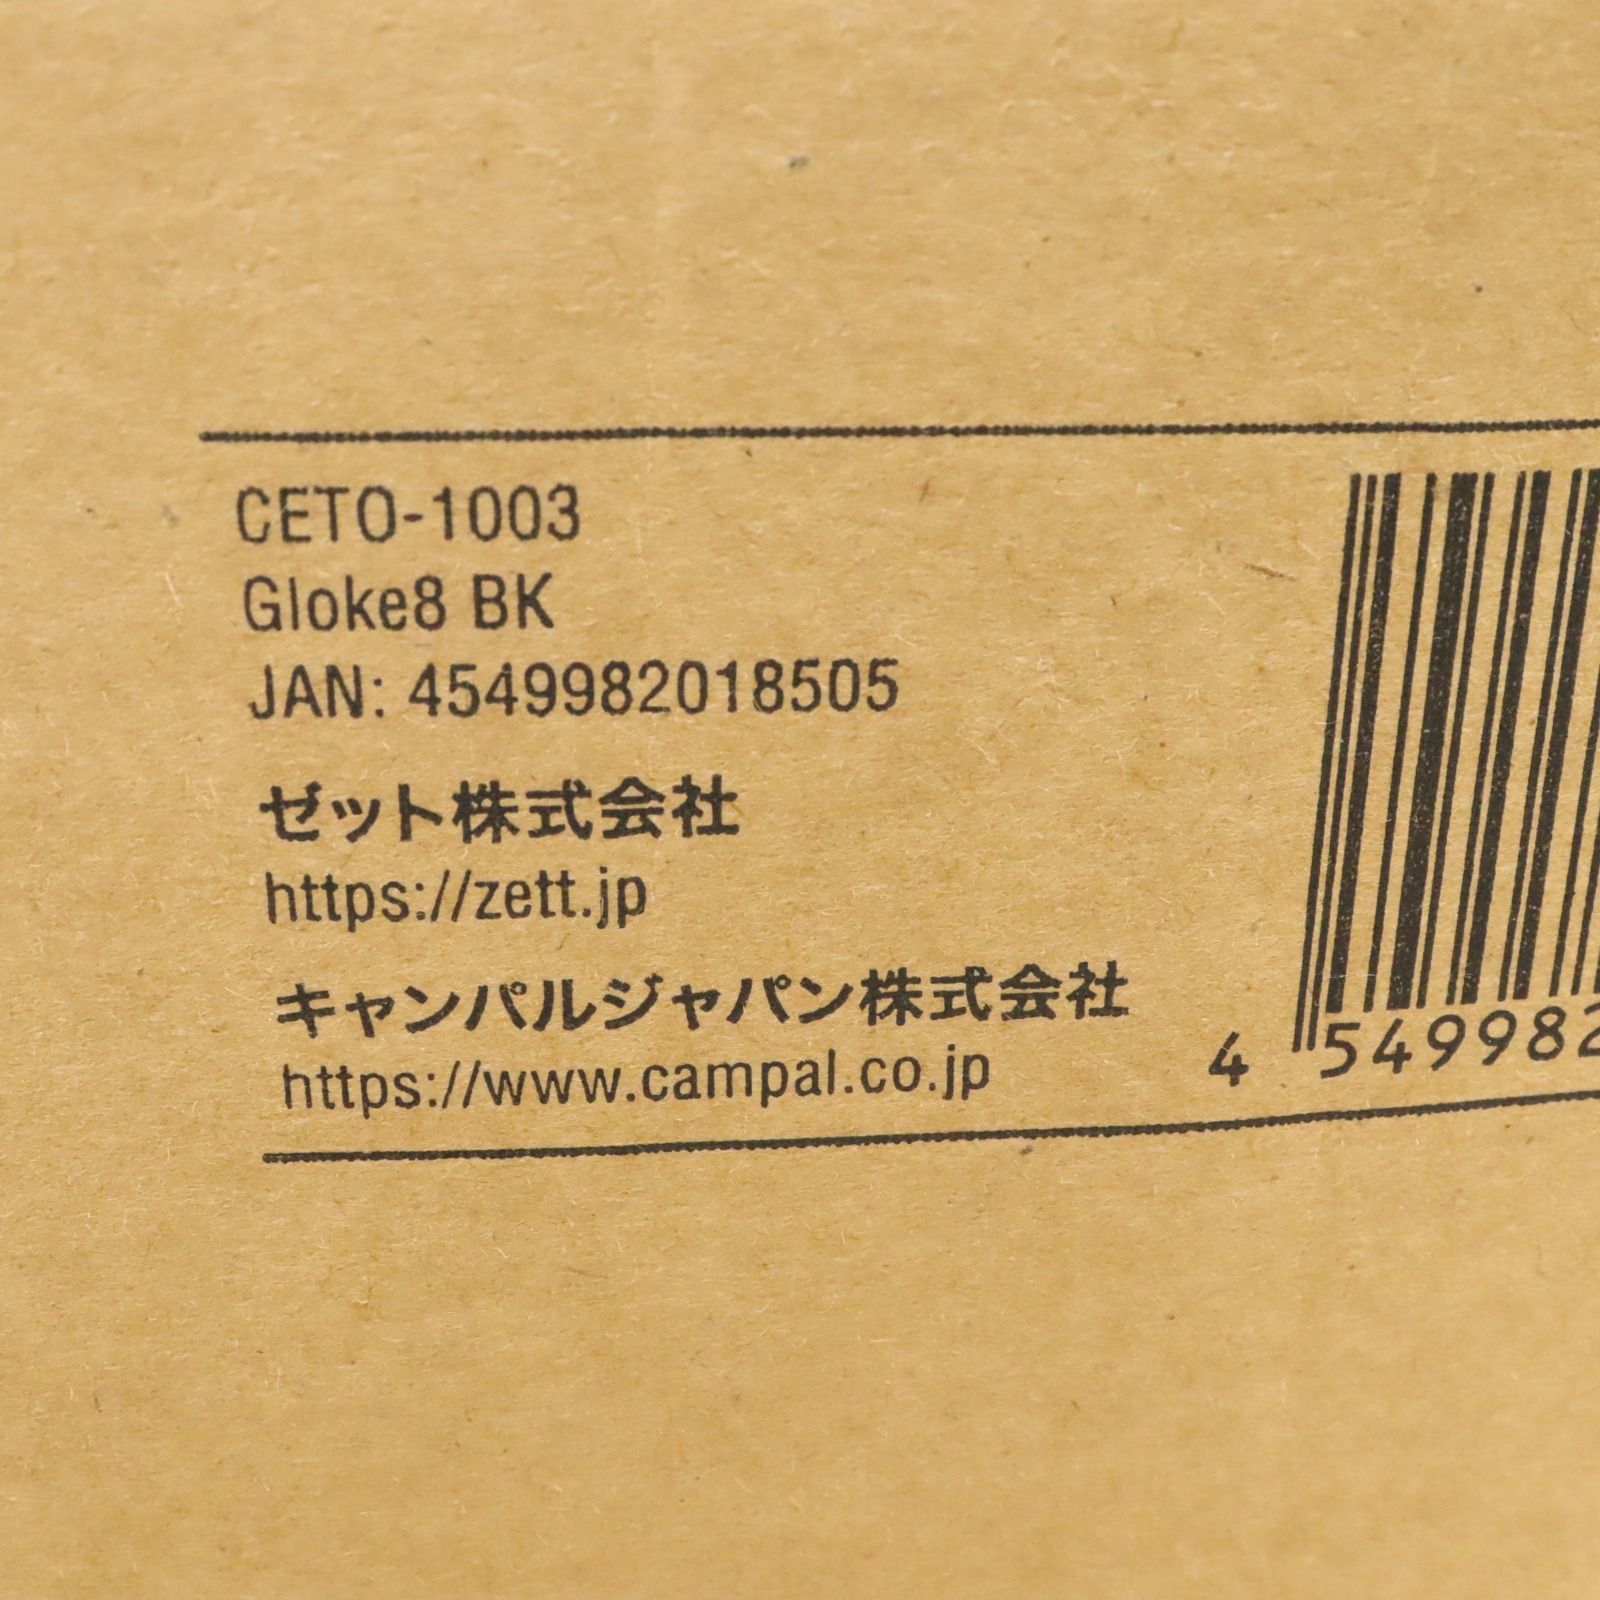 CETO-1003
Gloke8 BK
JAN: 4549982018505
ゼット株式会社
https://zett.jp
キャンパルジャパン株式会社
https://www.campal.co.jp
4 549982